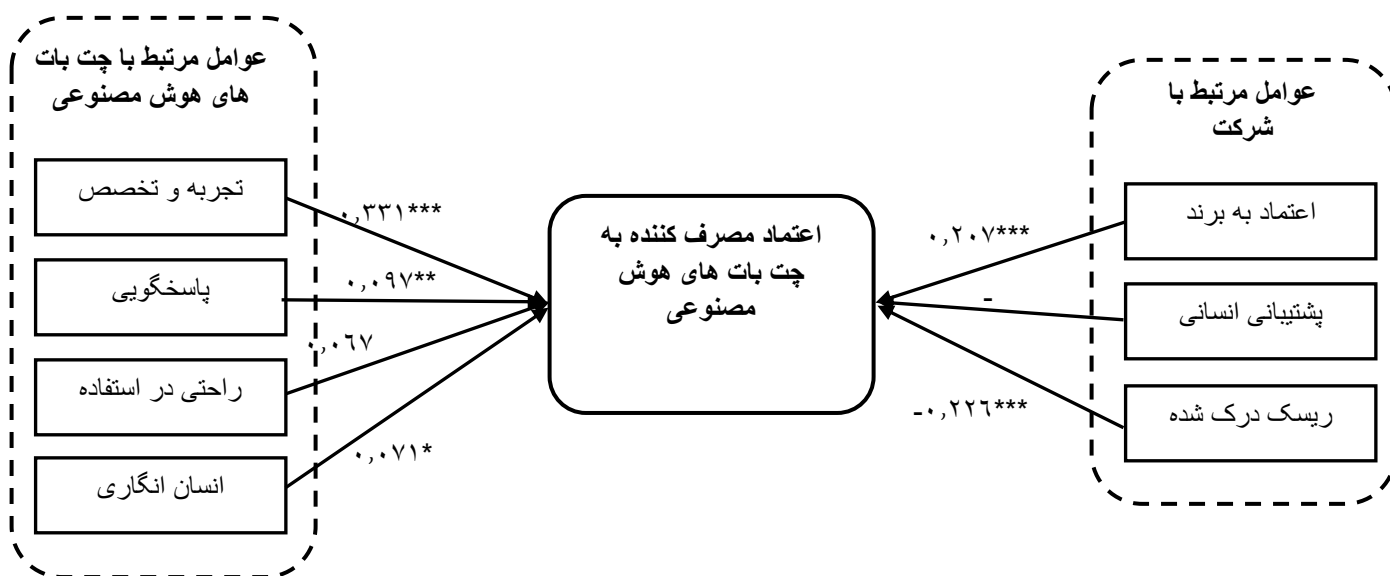 عوامل مرتبط با چت بات
های هوش مصنوعی
تجربه و تخصص
پاسخگویی
راحتی در استفاده
انسان انگاری
۰,۳۳۱***
۰,۰۹۷**
۰,۰٦۷
۰,۰۷۱*
اعتماد مصرف کننده به
چت بات های هوش
مصنوعی
۰,۲۰۷***
-
-۰,۲۲٦***
عوامل مرتبط با
شرکت
اعتماد به برند
پشتیبانی انسانی
ریسک درک شده